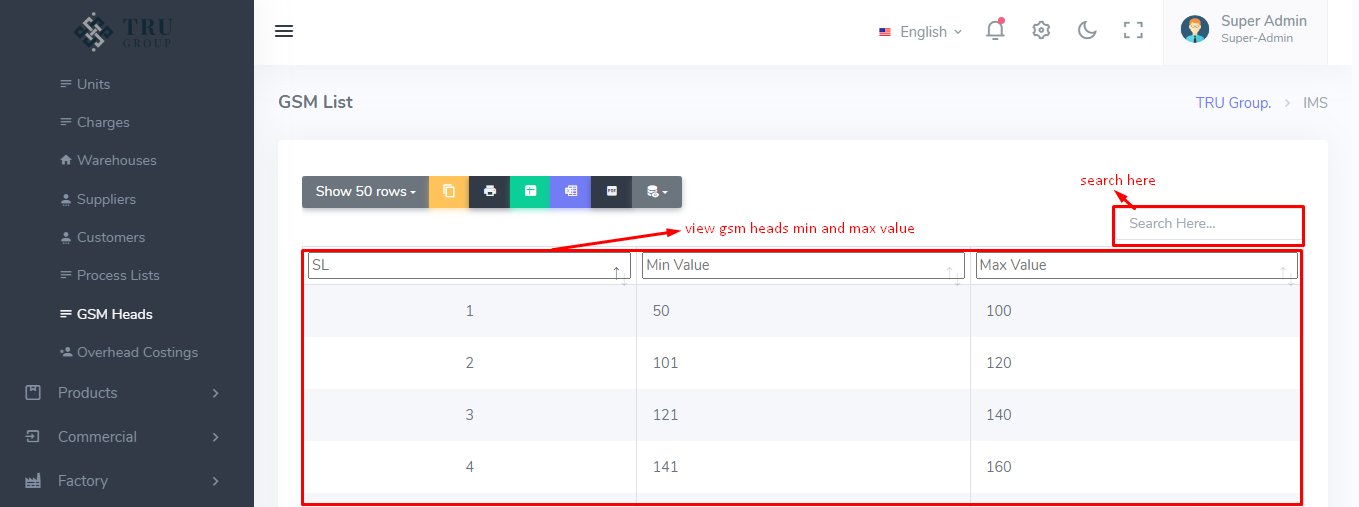 TRU
GROUP
English
Super Admin
Super-Admin
Units
Charges
Warehouses
Suppliers
Customers
Process Lists
GSM Heads
Overhead Costings
Products
Commercial
Factory
GSM List
TRU Group. > IMS
Show 50 rows
PDF
search here
Search Here...
view gsm heads min and max value
SL Min Value Max Value
1 50 100
2 101 120
3 121 140
4 141 160